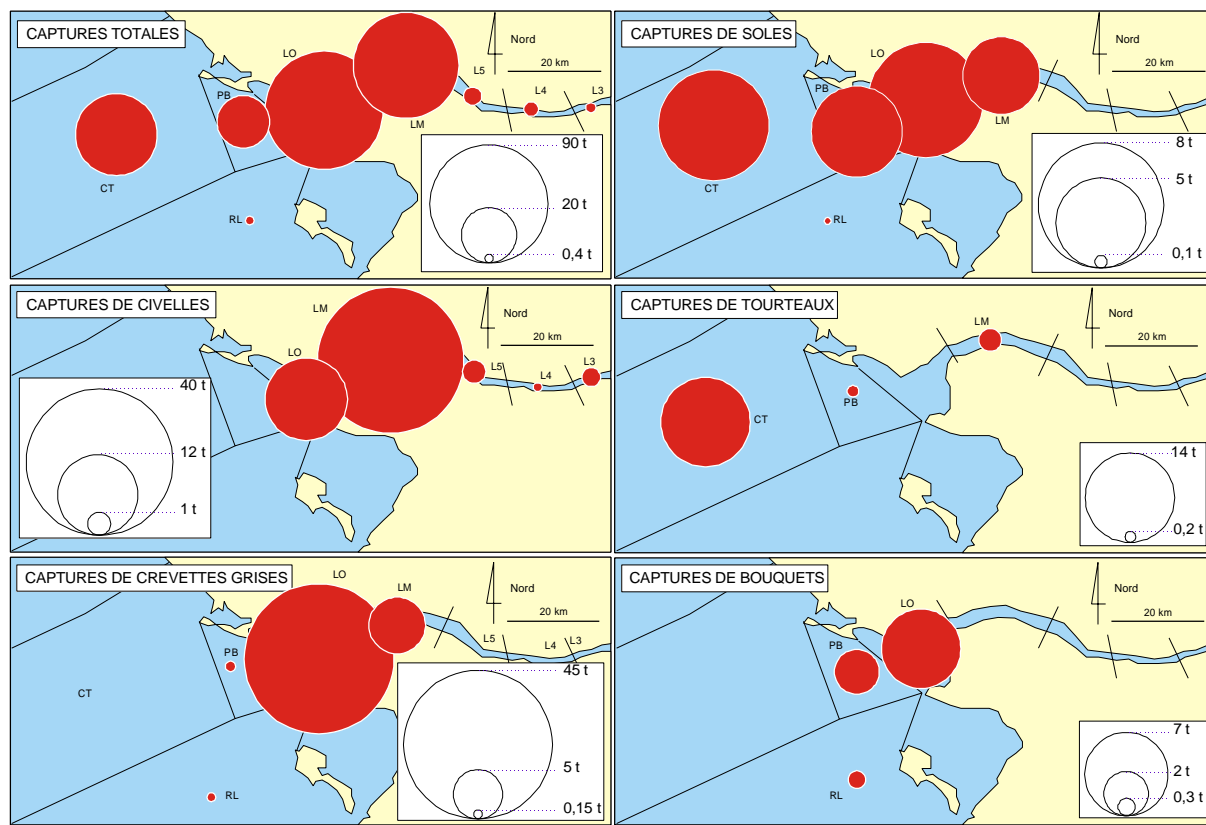 CAPTURES TOTALES
LO
Nord
20 km
L5
L4
L3
PB
LM
CT
RL
90 t
20 t
0,4 t
CAPTURES DE SOLES
LO
Nord
20 km
PB
LM
CT
RL
8 t
5 t
0,1 t
CAPTURES DE CIVELLES
LM
Nord
20 km
LO
L5
L4
L3
40 t
12 t
1 t
CAPTURES DE TOURTEAUX
LM
Nord
20 km
PB
CT
14 t
0,2 t
CAPTURES DE CREVETTES GRISES
LO
LM
Nord
20 km
L5
L4
L3
PB
CT
RL
45 t
5 t
0,15 t
CAPTURES DE BOUQUETS
LO
Nord
20 km
PB
RL
7 t
2 t
0,3 t